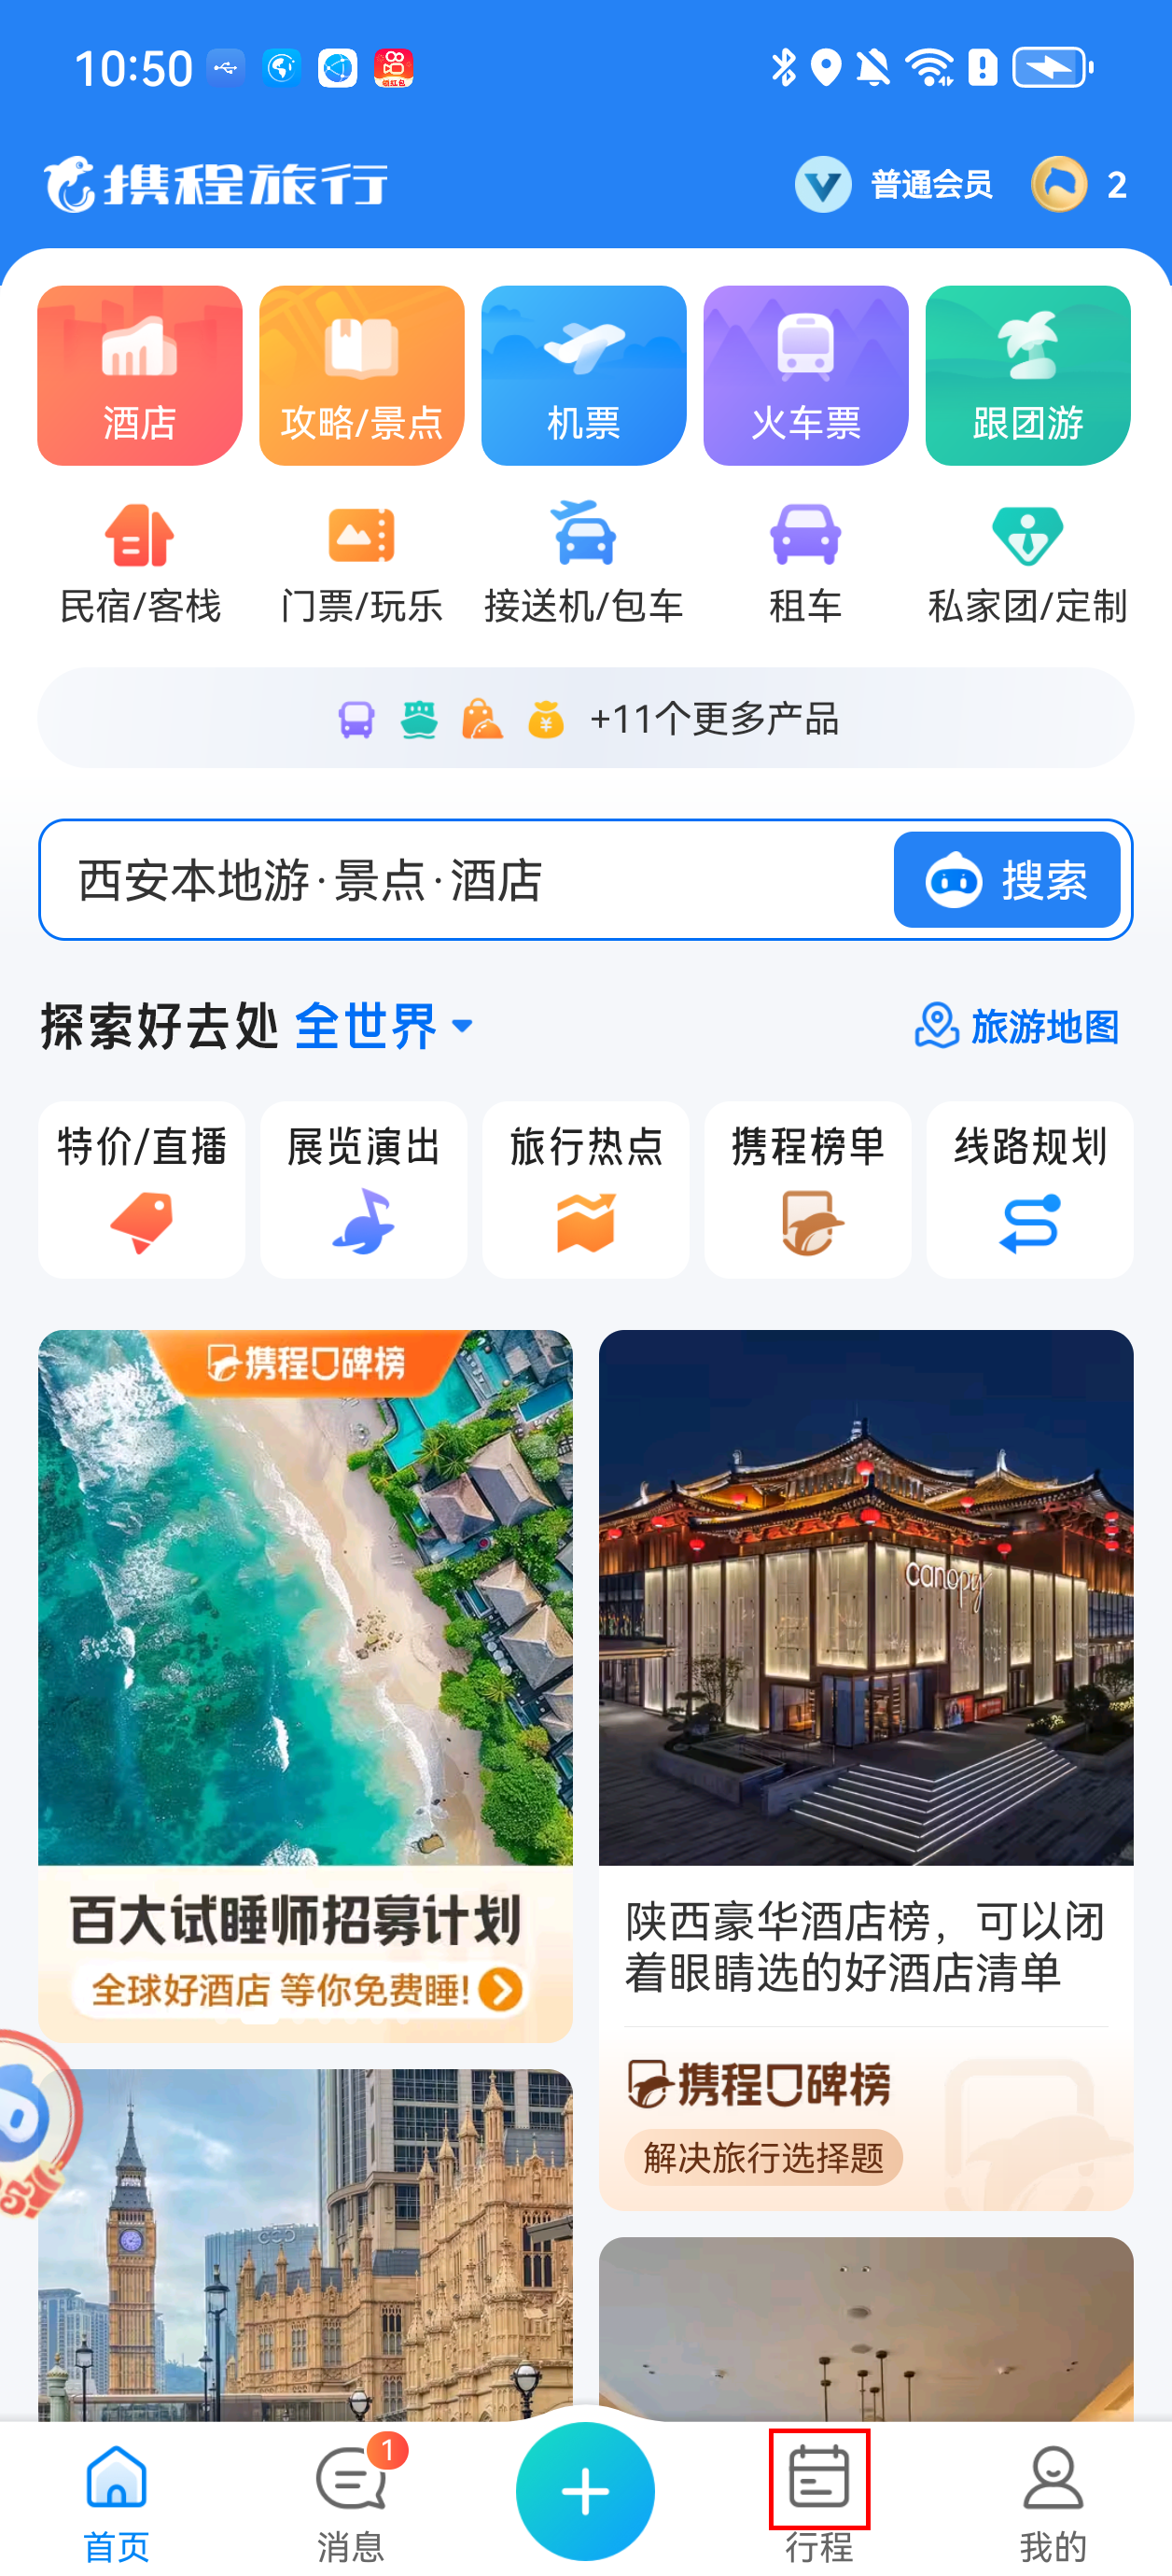 10:50
领红包
携程旅行 普通会员 2
酒店 攻略/景点 机票 火车票 跟团游
民宿/客栈 门票/玩乐 接送机/包车 租车 私家团/定制
+11个更多产品
西安本地游·景点·酒店 搜索
探索好去处 全世界 旅游地图
特价/直播 展览演出 旅行热点 携程榜单 线路规划
携程口碑榜
百大试睡师招募计划
全球好酒店 等你免费睡!
canopy
陕西豪华酒店榜，可以闭
着眼睛选的好酒店清单
携程口碑榜
解决旅行选择题
1
首页 消息 行程 我的